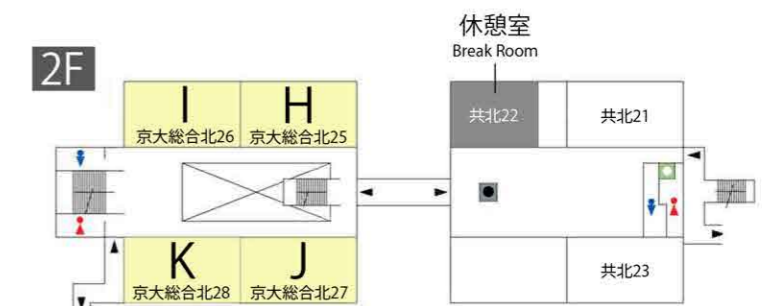 休憩室
Break Room
2F
I
京大総合北26
H
京大総合北25
共北22
共北21
K
京大総合北28
J
京大総合北27
共北23